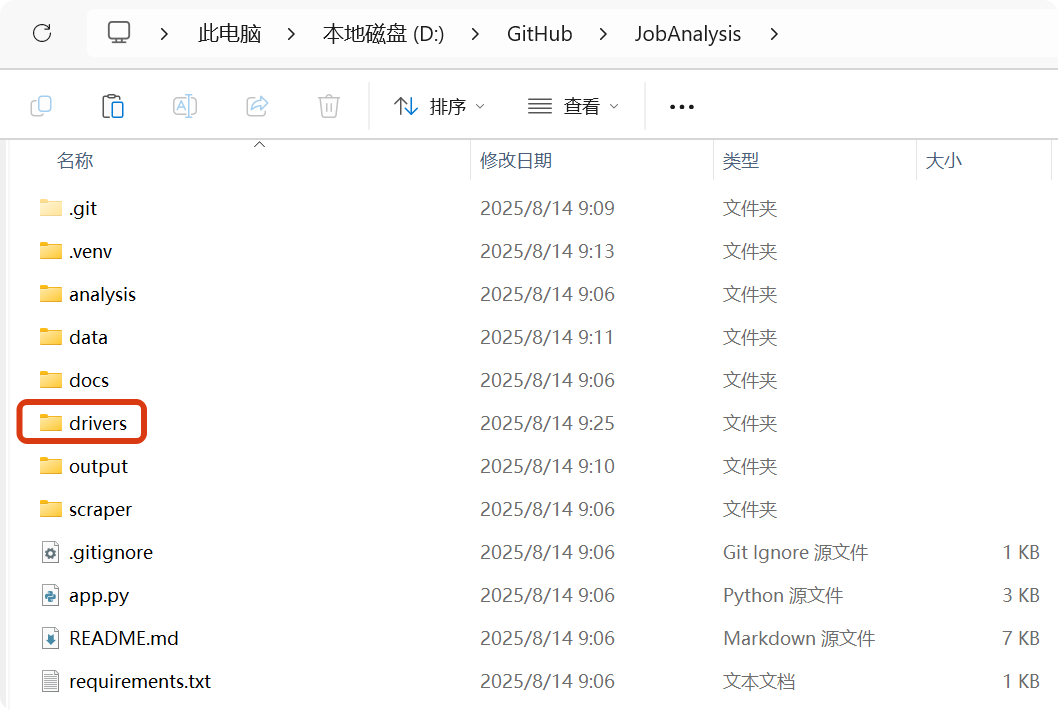 此电脑 本地磁盘 (D:) GitHub JobAnalysis
排序 查看
名称 修改日期 类型 大小
.git 2025/8/14 9:09 文件夹
.venv 2025/8/14 9:13 文件夹
analysis 2025/8/14 9:06 文件夹
data 2025/8/14 9:11 文件夹
docs 2025/8/14 9:06 文件夹
drivers 2025/8/14 9:25 文件夹
output 2025/8/14 9:10 文件夹
scraper 2025/8/14 9:06 文件夹
.gitignore 2025/8/14 9:06 Git Ignore 源文件 1 KB
app.py 2025/8/14 9:06 Python 源文件 3 KB
README.md 2025/8/14 9:06 Markdown 源文件 7 KB
requirements.txt 2025/8/14 9:06 文本文档 1 KB